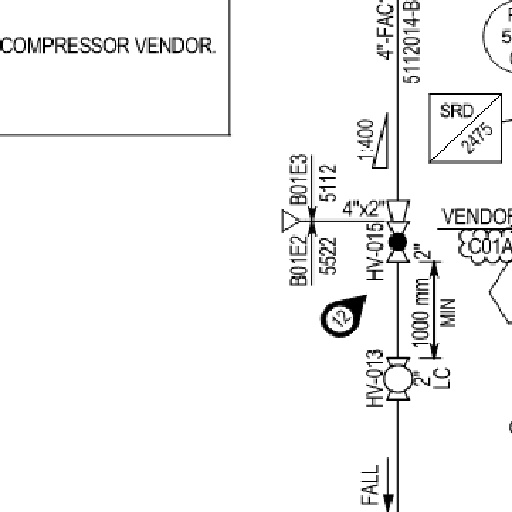 COMPRESSOR VENDOR.
4"-FAC
5112014-B
5
SRD
2475
1:400
B01E3
5112
B01E2
5522
4"x2"
HV-015
2"
VENDOR
C01A
1000 mm
MIN
12
HV-013
2"
LC
FALL